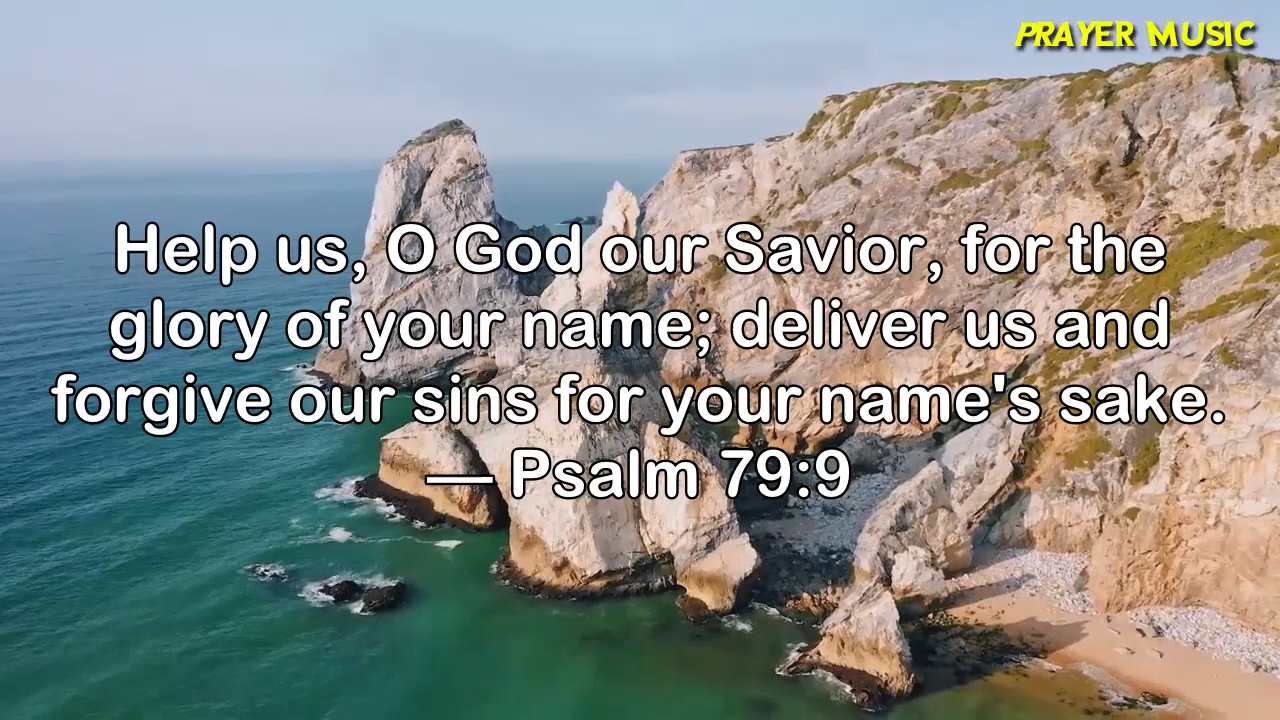 PRAYER MUSIC
Help us, O God our Savior, for the
glory of your name; deliver us and
forgive our sins for your name's sake.
— Psalm 79:9